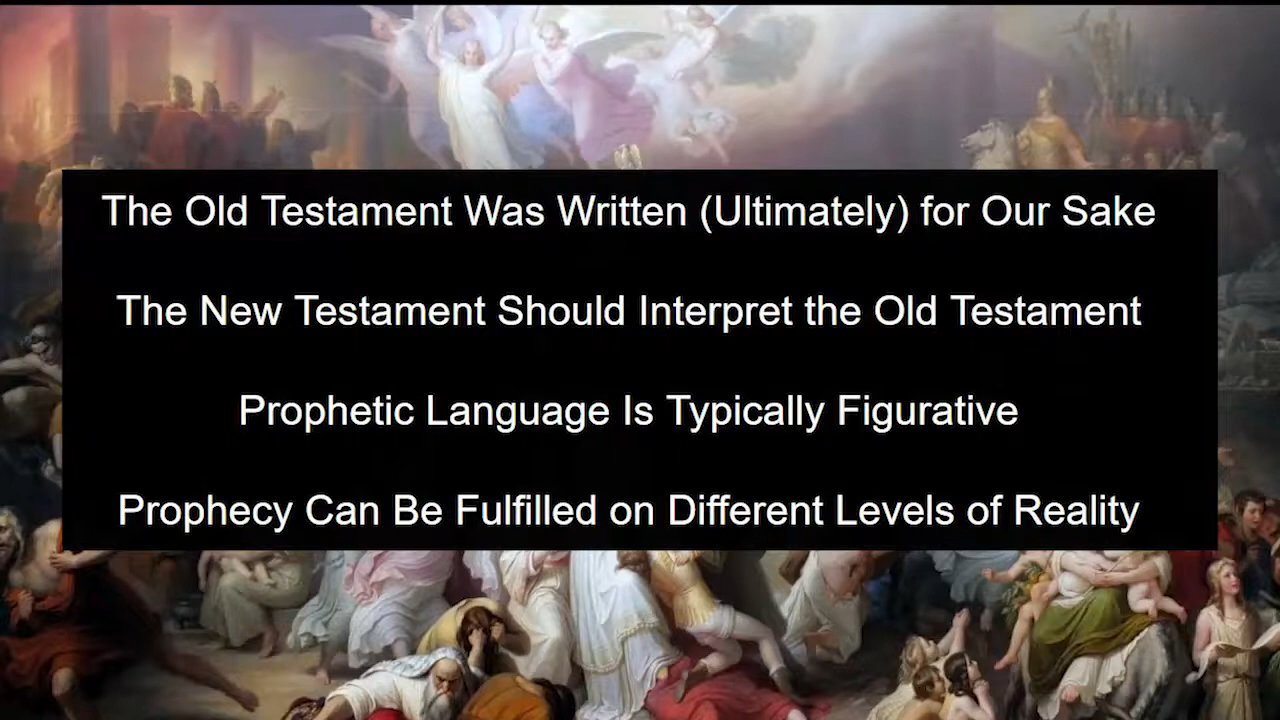 The Old Testament Was Written (Ultimately) for Our Sake
The New Testament Should Interpret the Old Testament
Prophetic Language Is Typically Figurative
Prophecy Can Be Fulfilled on Different Levels of Reality